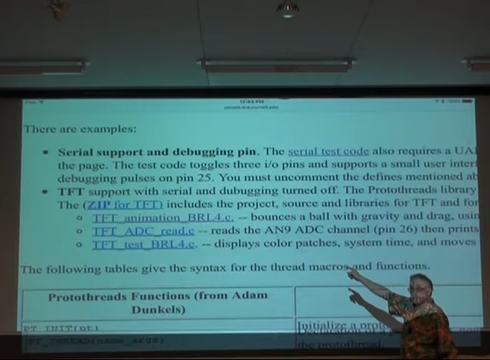 12:43 PM
There are examples:
• Serial support and debugging pin. The serial test code also requires a UA
the page. The test code toggles three i/o pins and supports a small user inter
debugging pulses on pin 25. You must uncomment the defines mentioned ab
• TFT support with serial and dubugging turned off. The Protothreads library
The (ZIP for TFT) includes the project, source and libraries for TFT and for
○ TFT_animation_BRL4.c. -- bounces a ball with gravity and drag, usin
○ TFT_ADC_read.c -- reads the AN9 ADC channel (pin 26) then prints
○ TFT_test_BRL4.c. -- displays color patches, system time, and moves
The following tables give the syntax for the thread macros and functions.
Protothreads Functions (from Adam
Dunkels)
PT_INIT(pt)
Initialize a prot
PT_THREAD(name_args)
the protothread.